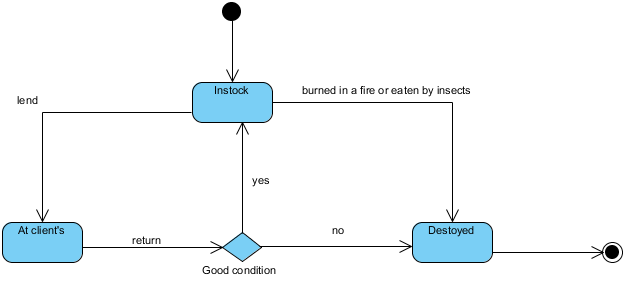 Instock
burned in a fire or eaten by insects
lend
yes
At client's
return
no
Destoyed
Good condition